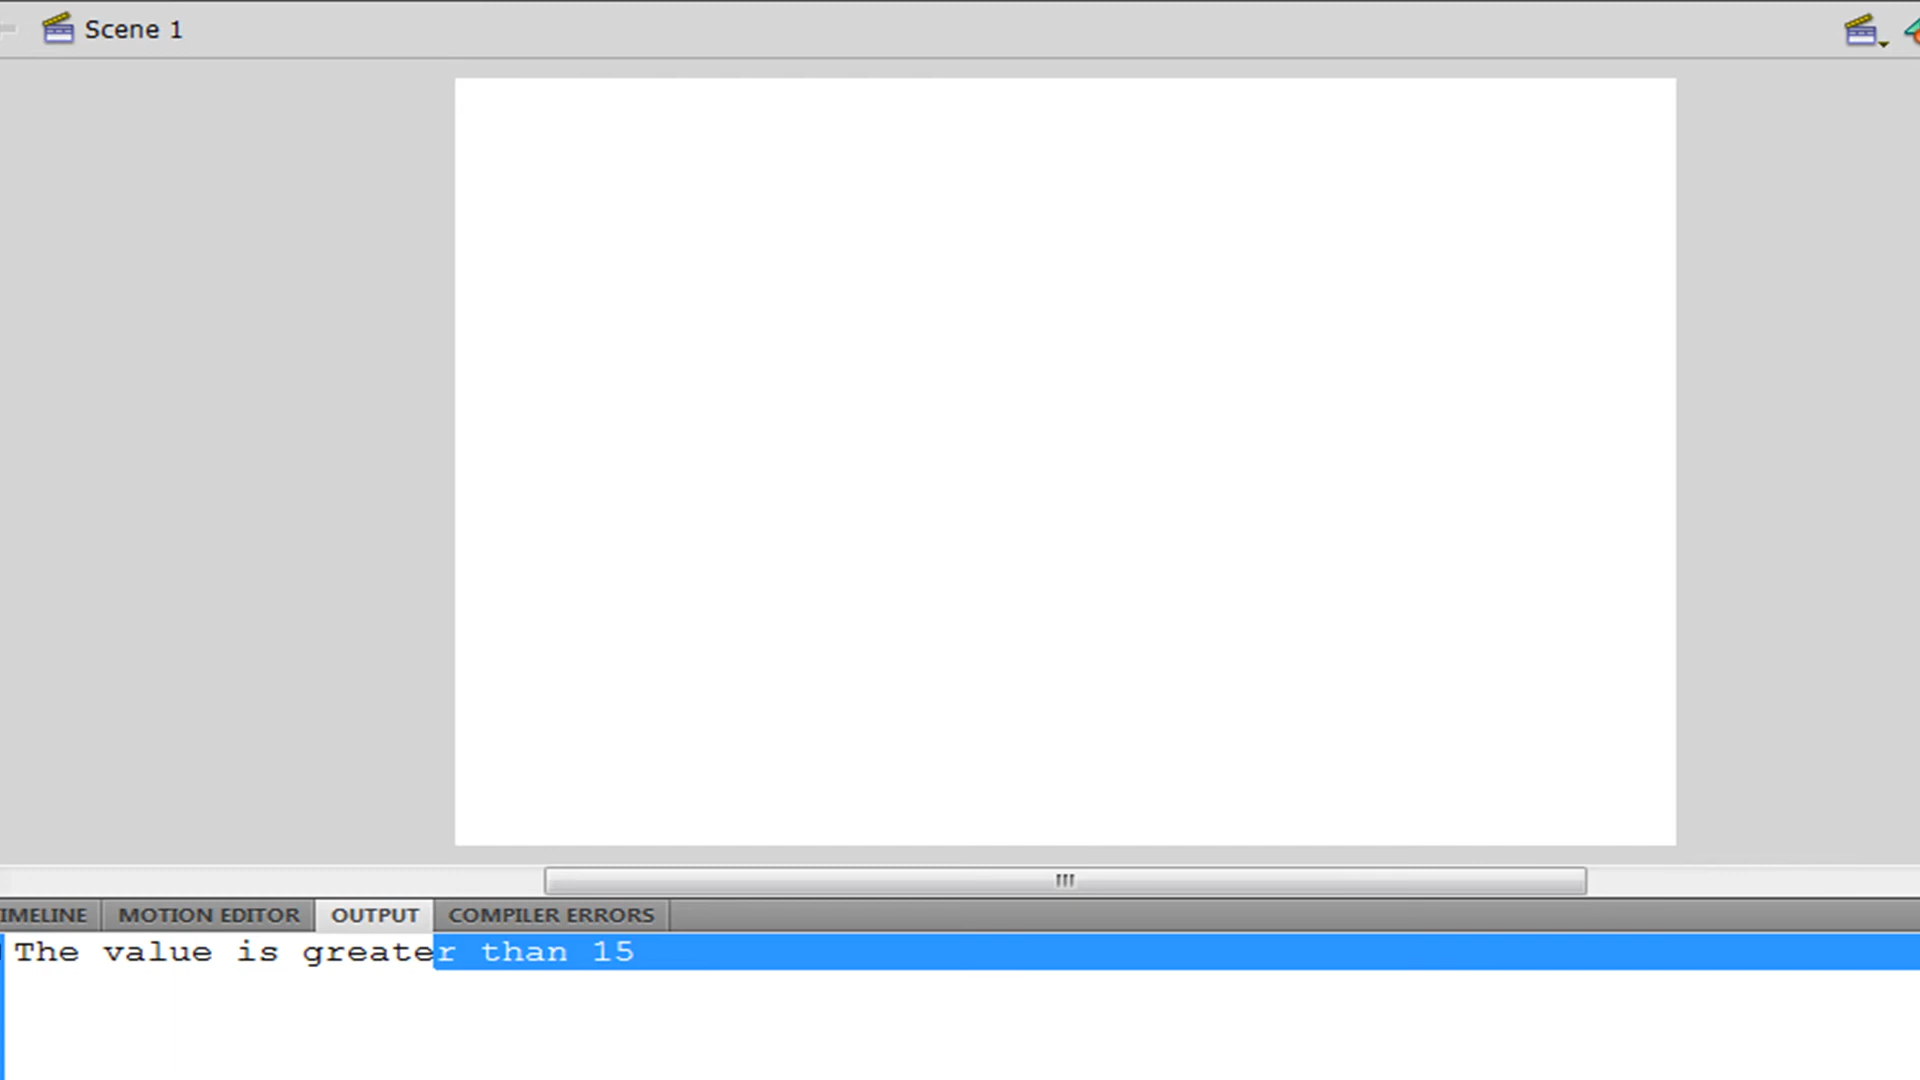 Scene 1
IMELINE MOTION EDITOR OUTPUT COMPILER ERRORS
The value is greater than 15